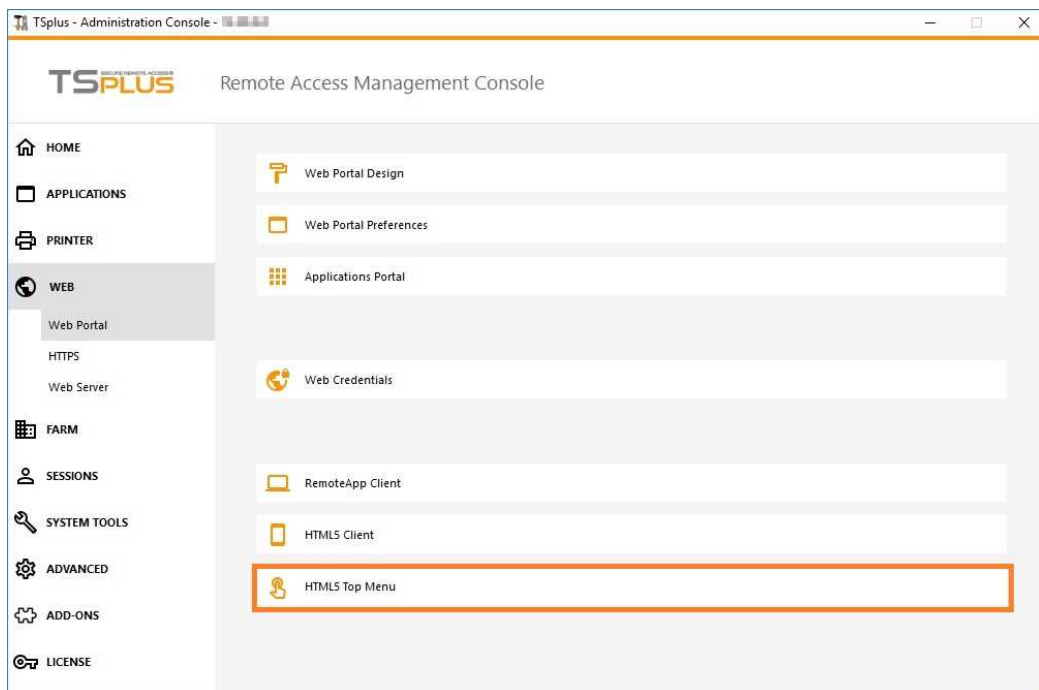 TSplus - Administration Console -
TSPLUS
SECURE REMOTE ACCESS
Remote Access Management Console
HOME
APPLICATIONS
PRINTER
WEB
Web Portal
HTTPS
Web Server
FARM
SESSIONS
SYSTEM TOOLS
ADVANCED
ADD-ONS
LICENSE
Web Portal Design
Web Portal Preferences
Applications Portal
Web Credentials
RemoteApp Client
HTML5 Client
HTML5 Top Menu